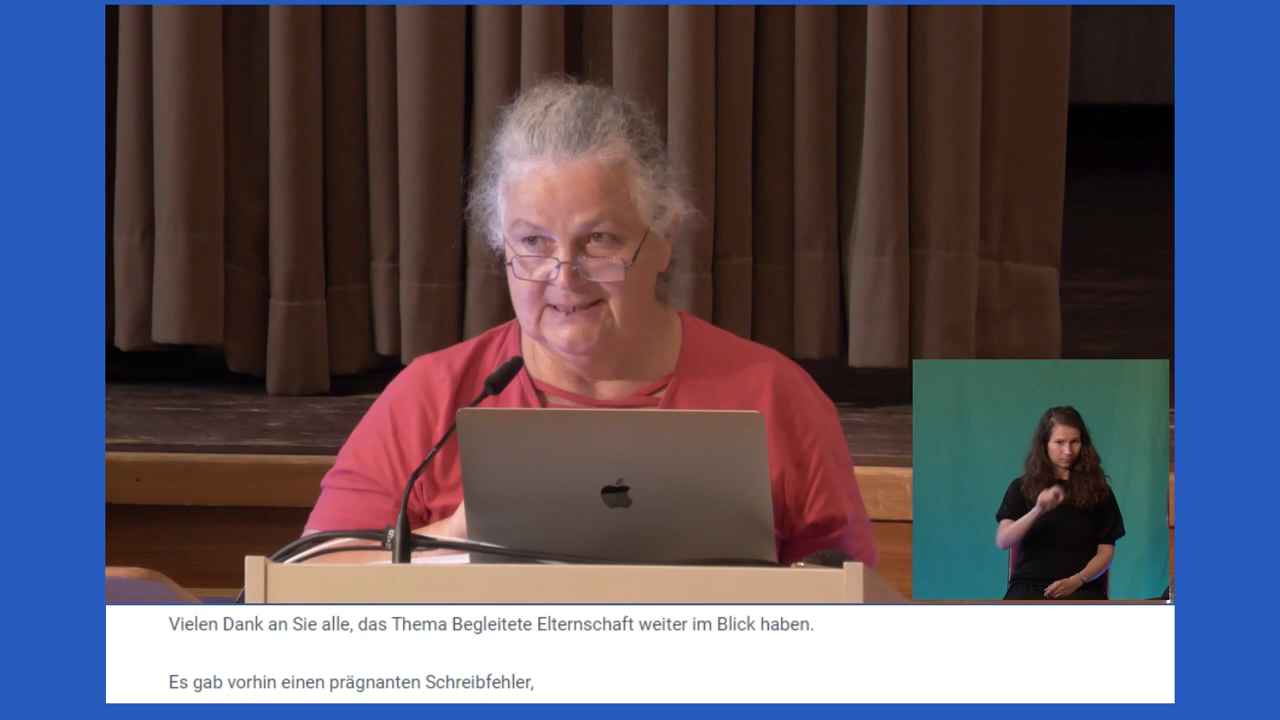 Vielen Dank an Sie alle, das Thema Begleitete Elternschaft weiter im Blick haben.
Es gab vorhin einen prägnanten Schreibfehler,